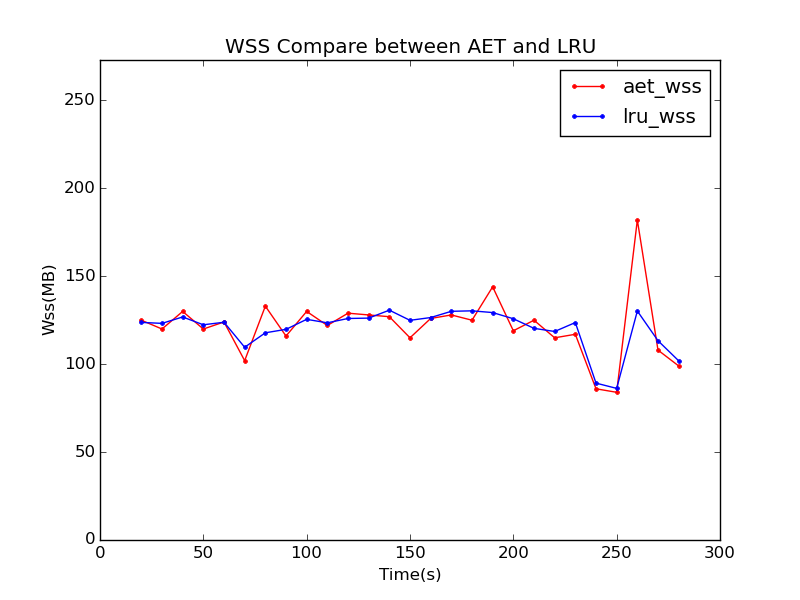 WSS Compare between AET and LRU
aet_wss
lru_wss
250
200
150
100
50
0
Wss(MB)
0 50 100 150 200 250 300
Time(s)